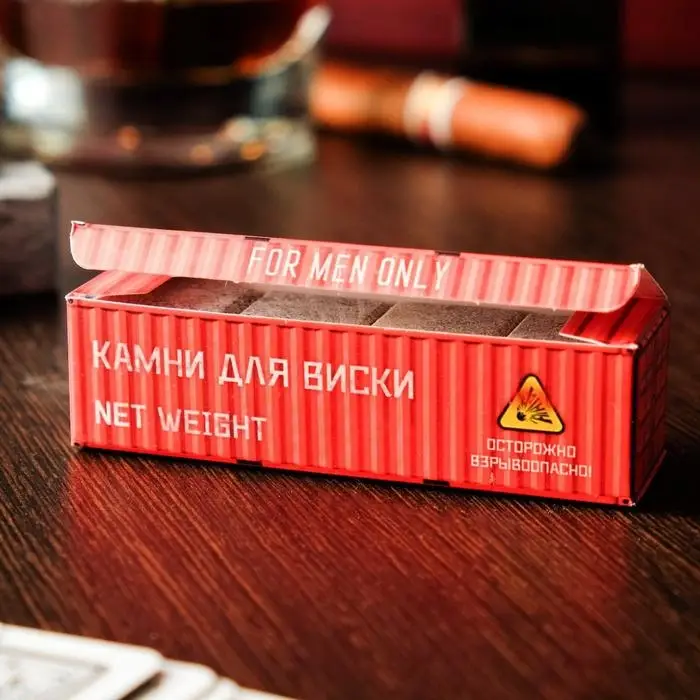 FOR MEN ONLY
КАМНИ ДЛЯ ВИСКИ
NET WEIGHT
ОСТОРОЖНО
ВЗРЫВООПАСНО!